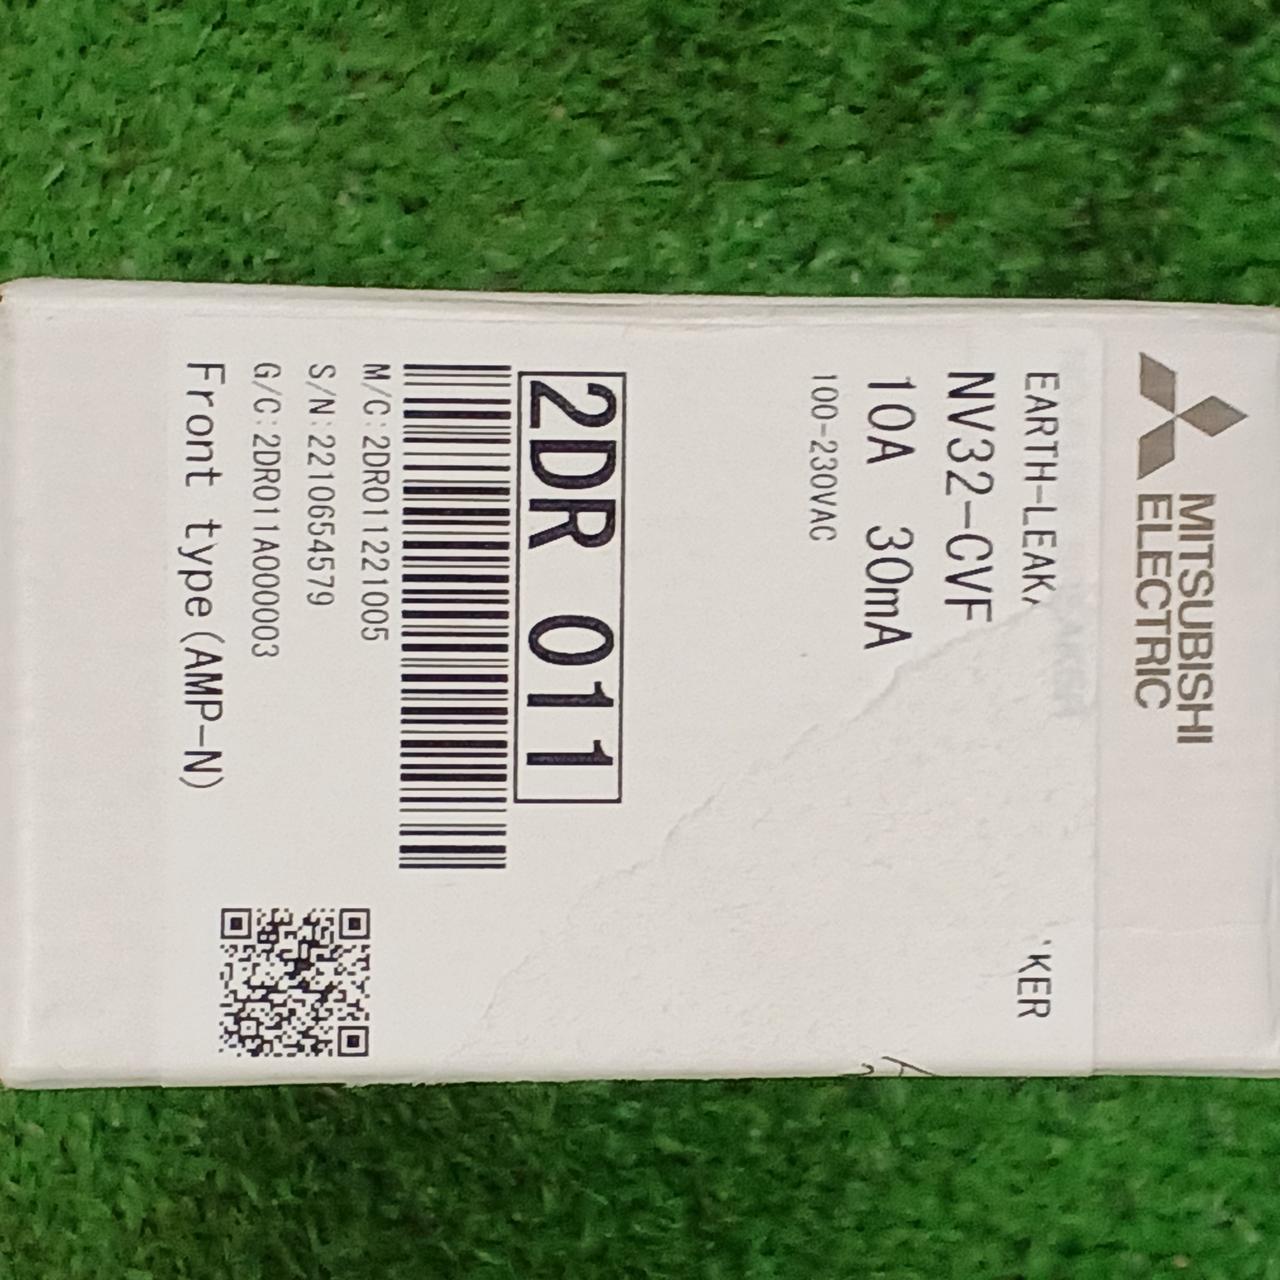 MITSUBISHI
ELECTRIC
EARTH-LEAK
KER
NV32-CVF
10A 30mA
100-230VAC
2DR 011
M/C:2DR011221005
S/N:2210654579
G/C:2DR011A000003
Front type(AMP-N)